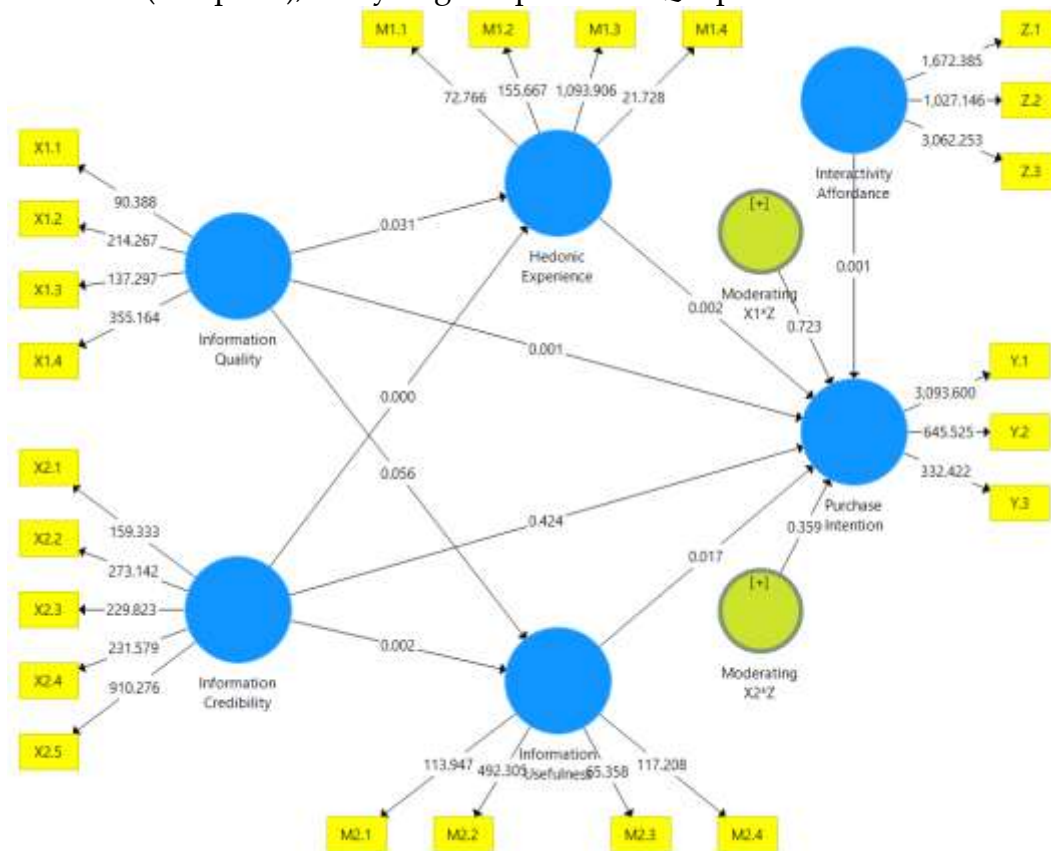 M1.1
M1.2
M1.3
M1.4
Z.1
1,672.385
72.766
155.667
1,093.906
21.728
1,027.146
Z.2
3,062.253
Z.3
X1.1
90.388
X1.2
214.267
X1.3
137.297
355.164
X1.4
Information
Quality
0.031
Hedonic
Experience
Interactivity
Affordance
[+]
Moderating
X1*Z
0.001
0.002
0.723
0.001
0.000
0.056
Y.1
3,093.600
645.525
Y.2
332.422
Y.3
Purchase
Intention
X2.1
159.333
X2.2
273.142
X2.3
229.823
231.579
X2.4
910.276
X2.5
Information
Credibility
0.424
0.359
0.017
0.002
[+]
Moderating
X2*Z
Information
Usefulness
113.947
492.305
65.358
117.208
M2.1
M2.2
M2.3
M2.4